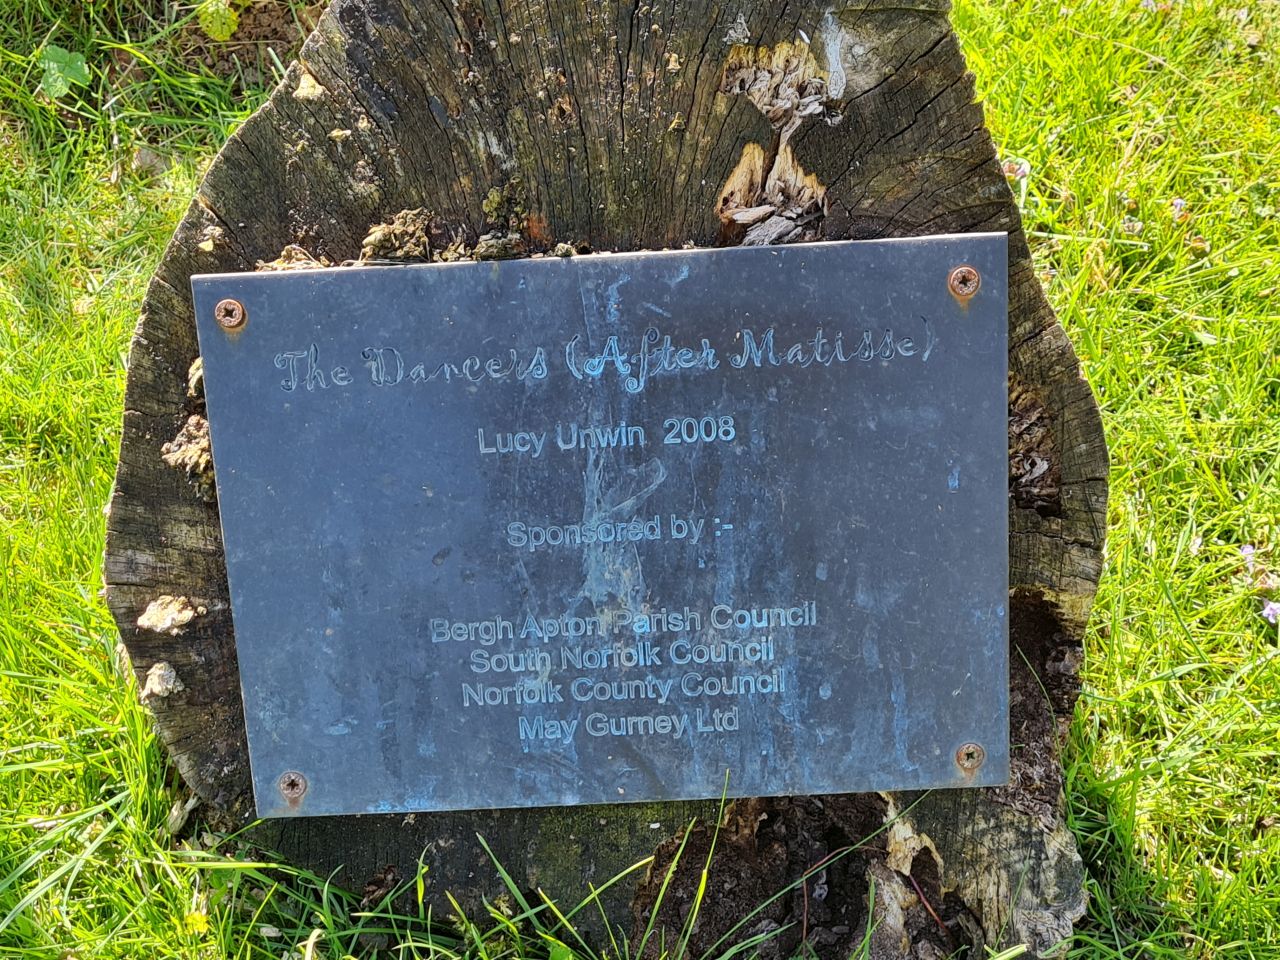 The Dancers (After Matisse)
Lucy Unwin 2008
Sponsored by :-
Bergh Apton Parish Council
South Norfolk Council
Norfolk County Council
May Gurney Ltd